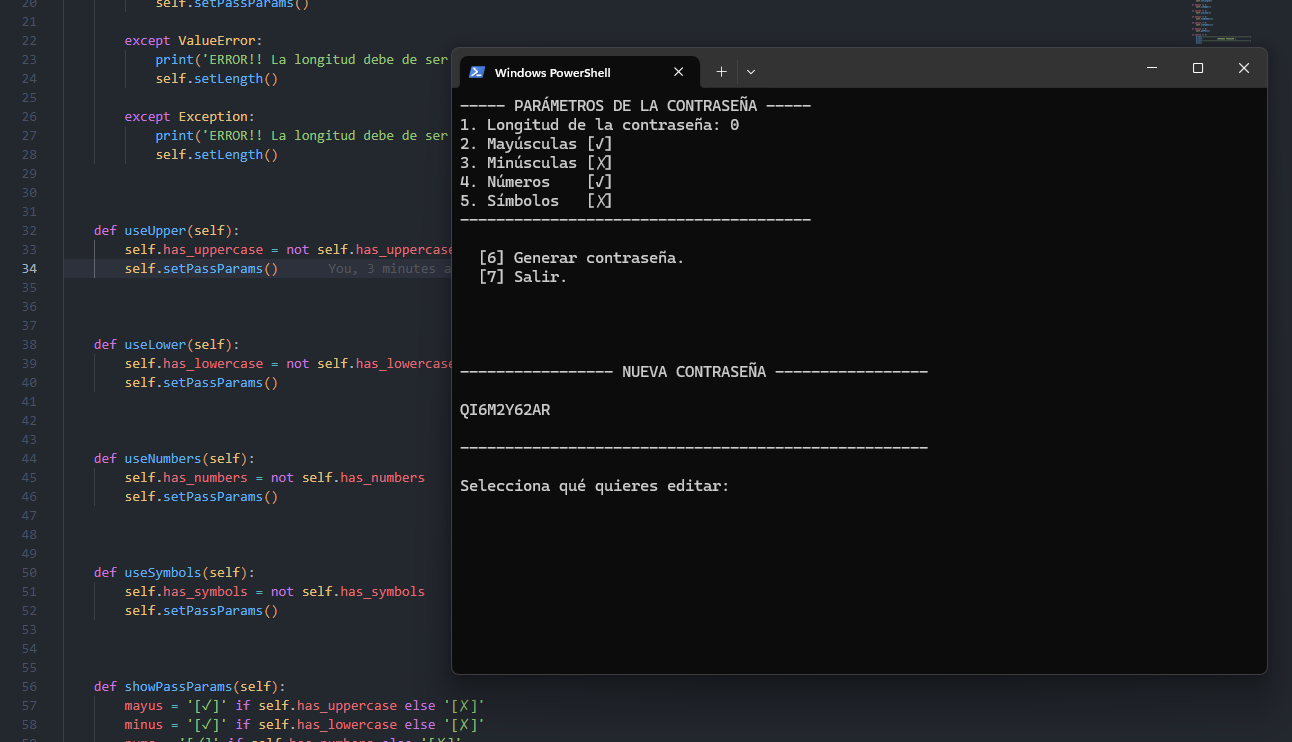 20 self.setPassParams()
21
22 except ValueError:
23 print('ERROR!! La longitud debe de ser
24 self.setLength()
25
26 except Exception:
27 print('ERROR!! La longitud debe de ser
28 self.setLength()
29
30
31
32 def useUpper(self):
33 self.has_uppercase = not self.has_uppercase
34 self.setPassParams() You, 3 minutes a
35
36
37
38 def useLower(self):
39 self.has_lowercase = not self.has_lowercase
40 self.setPassParams()
41
42
43
44 def useNumbers(self):
45 self.has_numbers = not self.has_numbers
46 self.setPassParams()
47
48
49
50 def useSymbols(self):
51 self.has_symbols = not self.has_symbols
52 self.setPassParams()
53
54
55
56 def showPassParams(self):
57 mayus = '[√]' if self.has_uppercase else '[X]'
58 minus = '[√]' if self.has_lowercase else '[X]'
Windows PowerShell
----- PARÁMETROS DE LA CONTRASEÑA -----
1. Longitud de la contraseña: 0
2. Mayúsculas [√]
3. Minúsculas [X]
4. Números [√]
5. Símbolos [X]
---------------------------------------
[6] Generar contraseña.
[7] Salir.
----------------- NUEVA CONTRASEÑA -----------------
QI6M2Y62AR
----------------------------------------------------
Selecciona qué quieres editar: